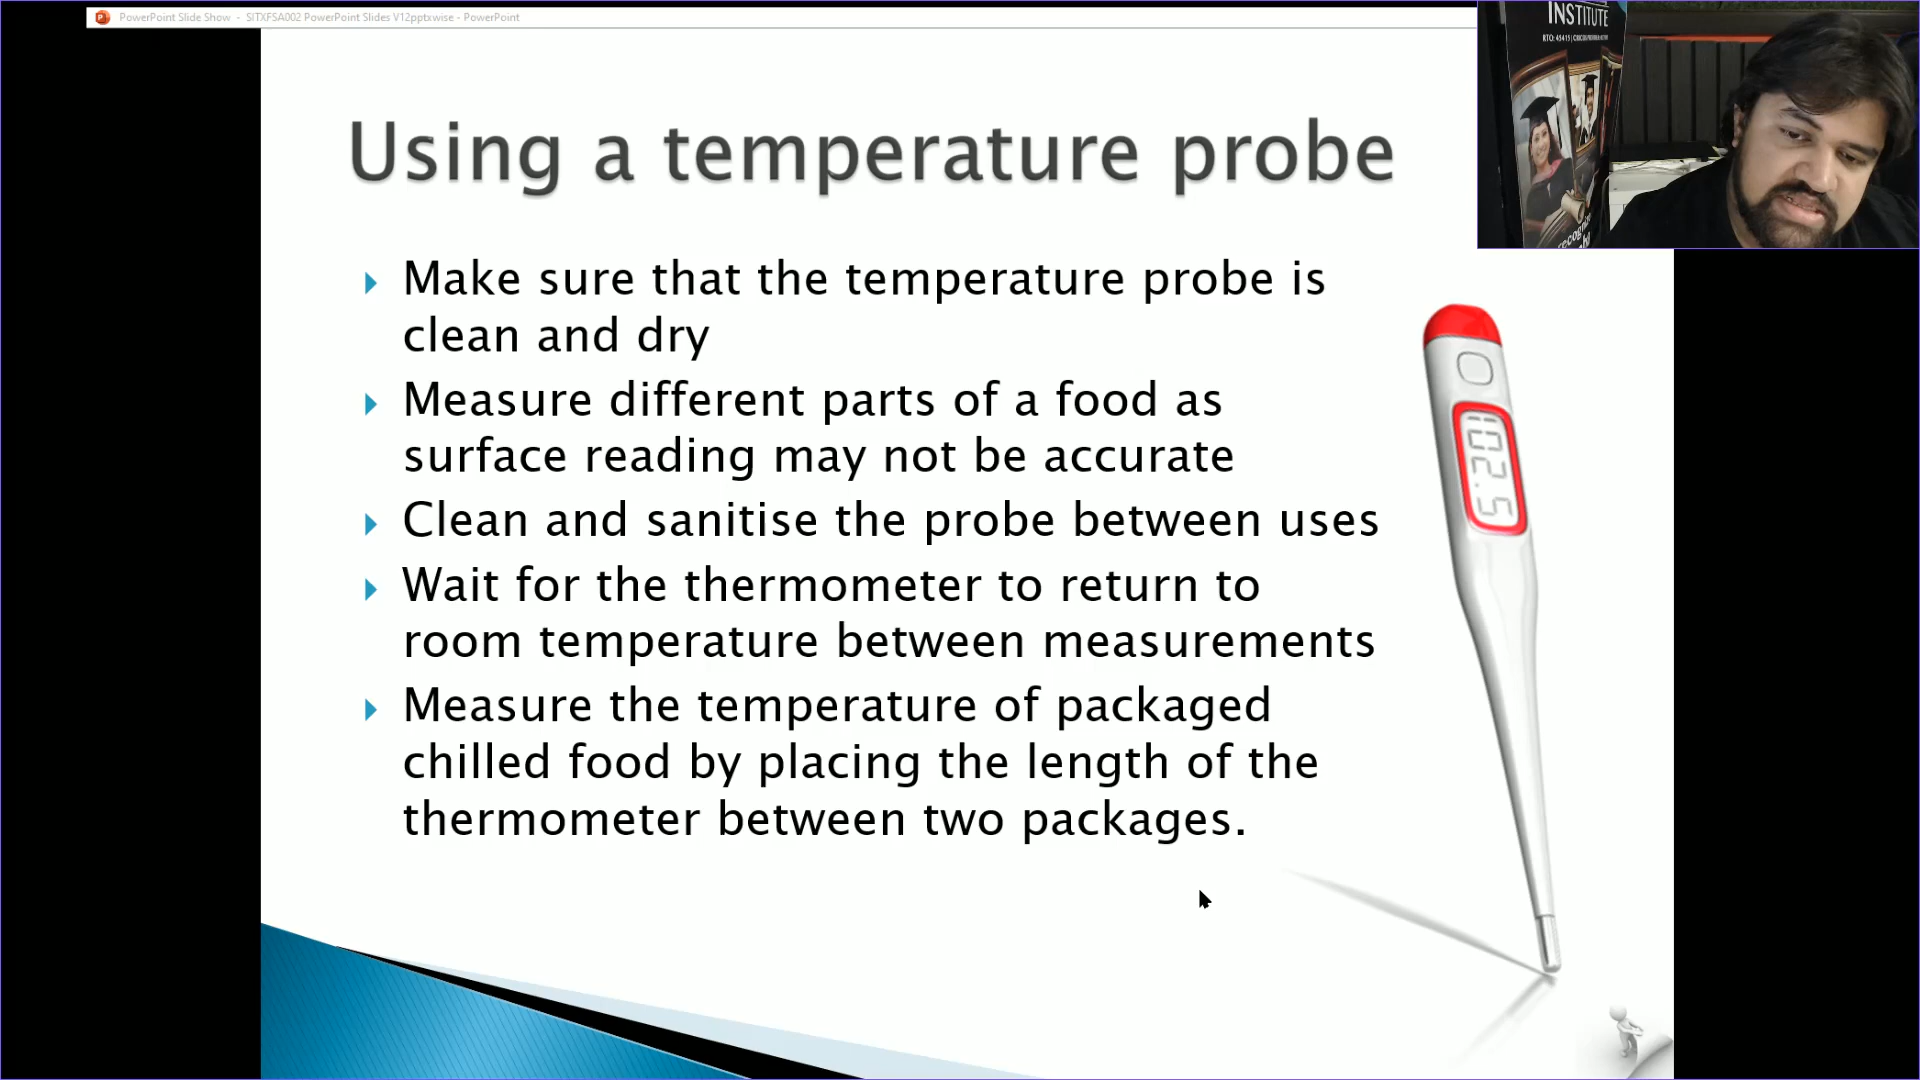 PowerPoint Slide Show - SITXFSA002 PowerPoint Slides V12pptxwise - PowerPoint
INSTITUTE
Using a temperature probe
Make sure that the temperature probe is
clean and dry
Measure different parts of a food as
surface reading may not be accurate
Clean and sanitise the probe between uses
Wait for the thermometer to return to
room temperature between measurements
Measure the temperature of packaged
chilled food by placing the length of the
thermometer between two packages.
102.5